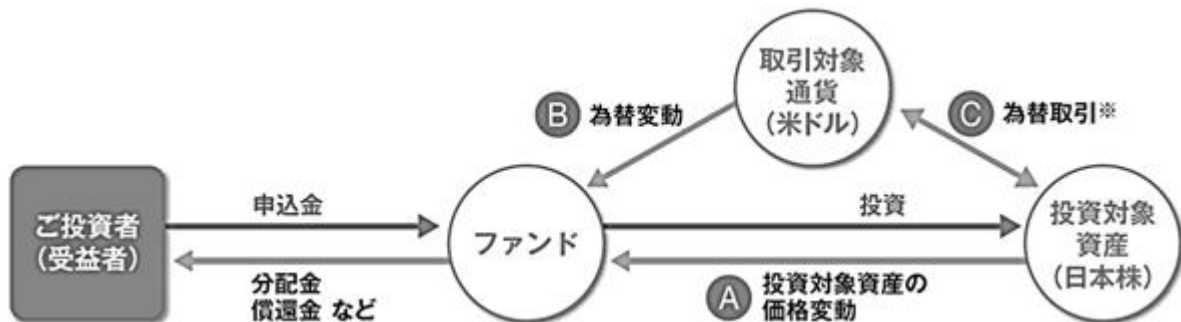 取引対象
通貨
(米ドル)
B 為替変動
C 為替取引※
ご投資者
(受益者)
申込金
ファンド
投資
投資対象
資産
(日本株)
分配金
償還金 など
A 投資対象資産の
価格変動